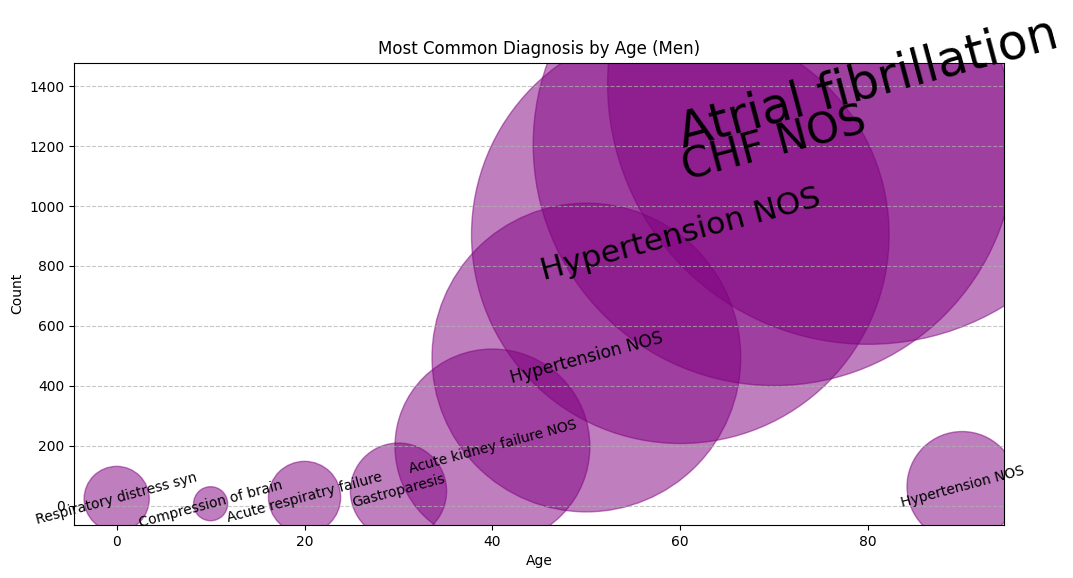 Most Common Diagnosis by Age (Men)
Atrial fibrillation
CHF NOS
Hypertension NOS
Hypertension NOS
Acute kidney failure NOS
Gastroparesis
Acute respiratry failure
Compression of brain
Respiratory distress syn
Hypertension NOS
1400
1200
1000
800
600
400
200
0
Count
0 20 40 60 80
Age